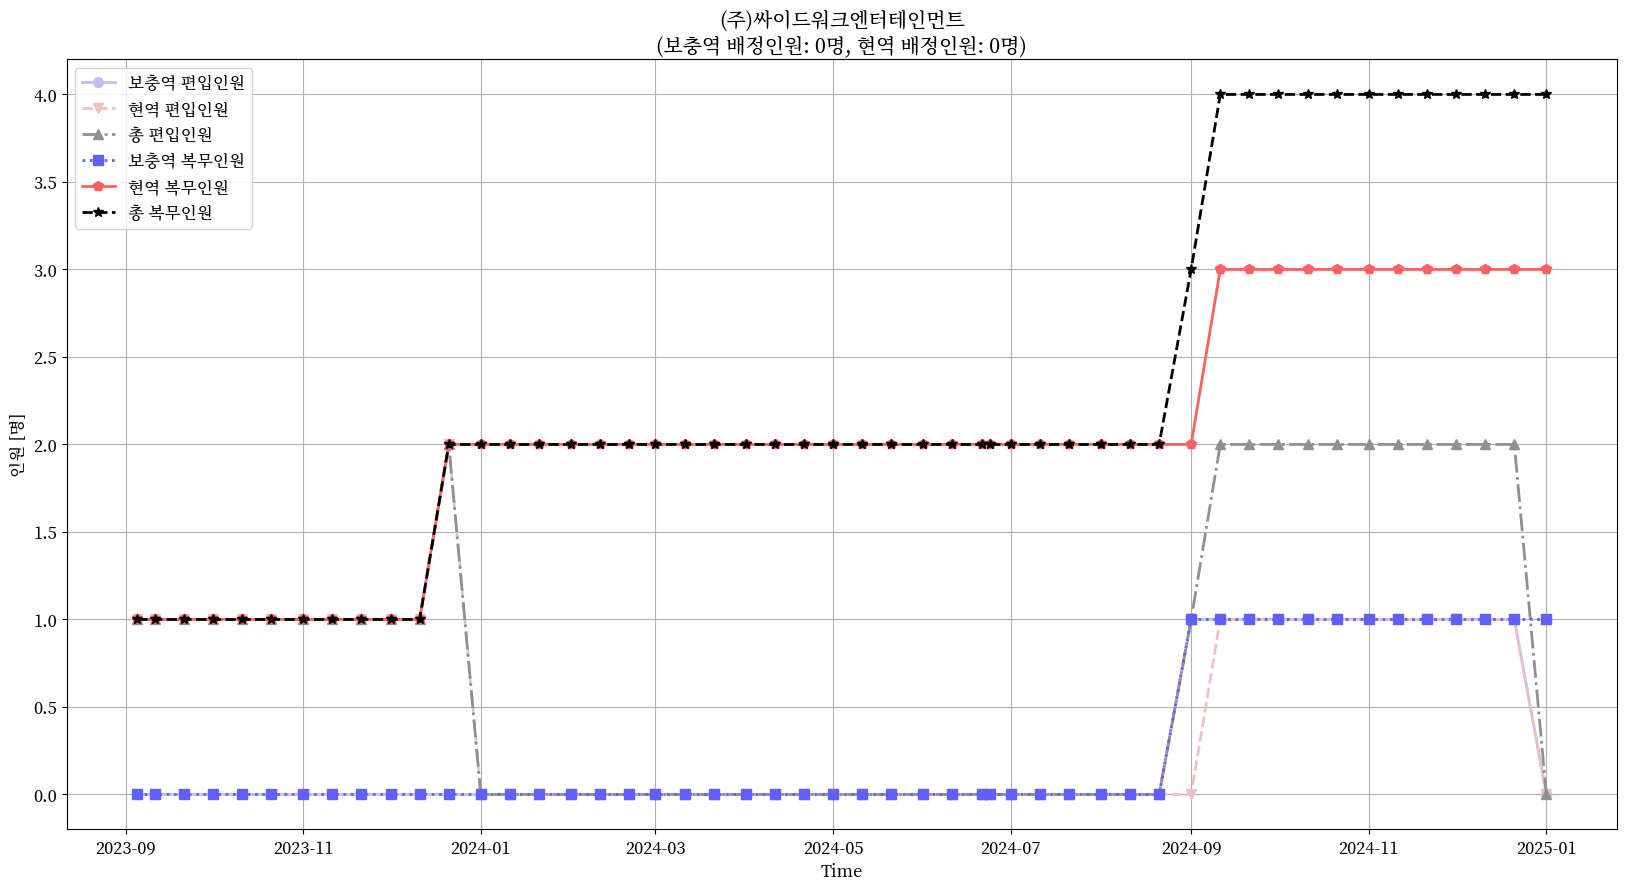 (주)싸이드워크엔터테인먼트
(보충역 배정인원: 0명, 현역 배정인원: 0명)
보충역 편입인원
현역 편입인원
총 편입인원
보충역 복무인원
현역 복무인원
총 복무인원
4.0
3.5
3.0
2.5
2.0
1.5
1.0
0.5
0.0
인원 [명]
2023-09
2023-11
2024-01
2024-03
2024-05
2024-07
2024-09
2024-11
2025-01
Time